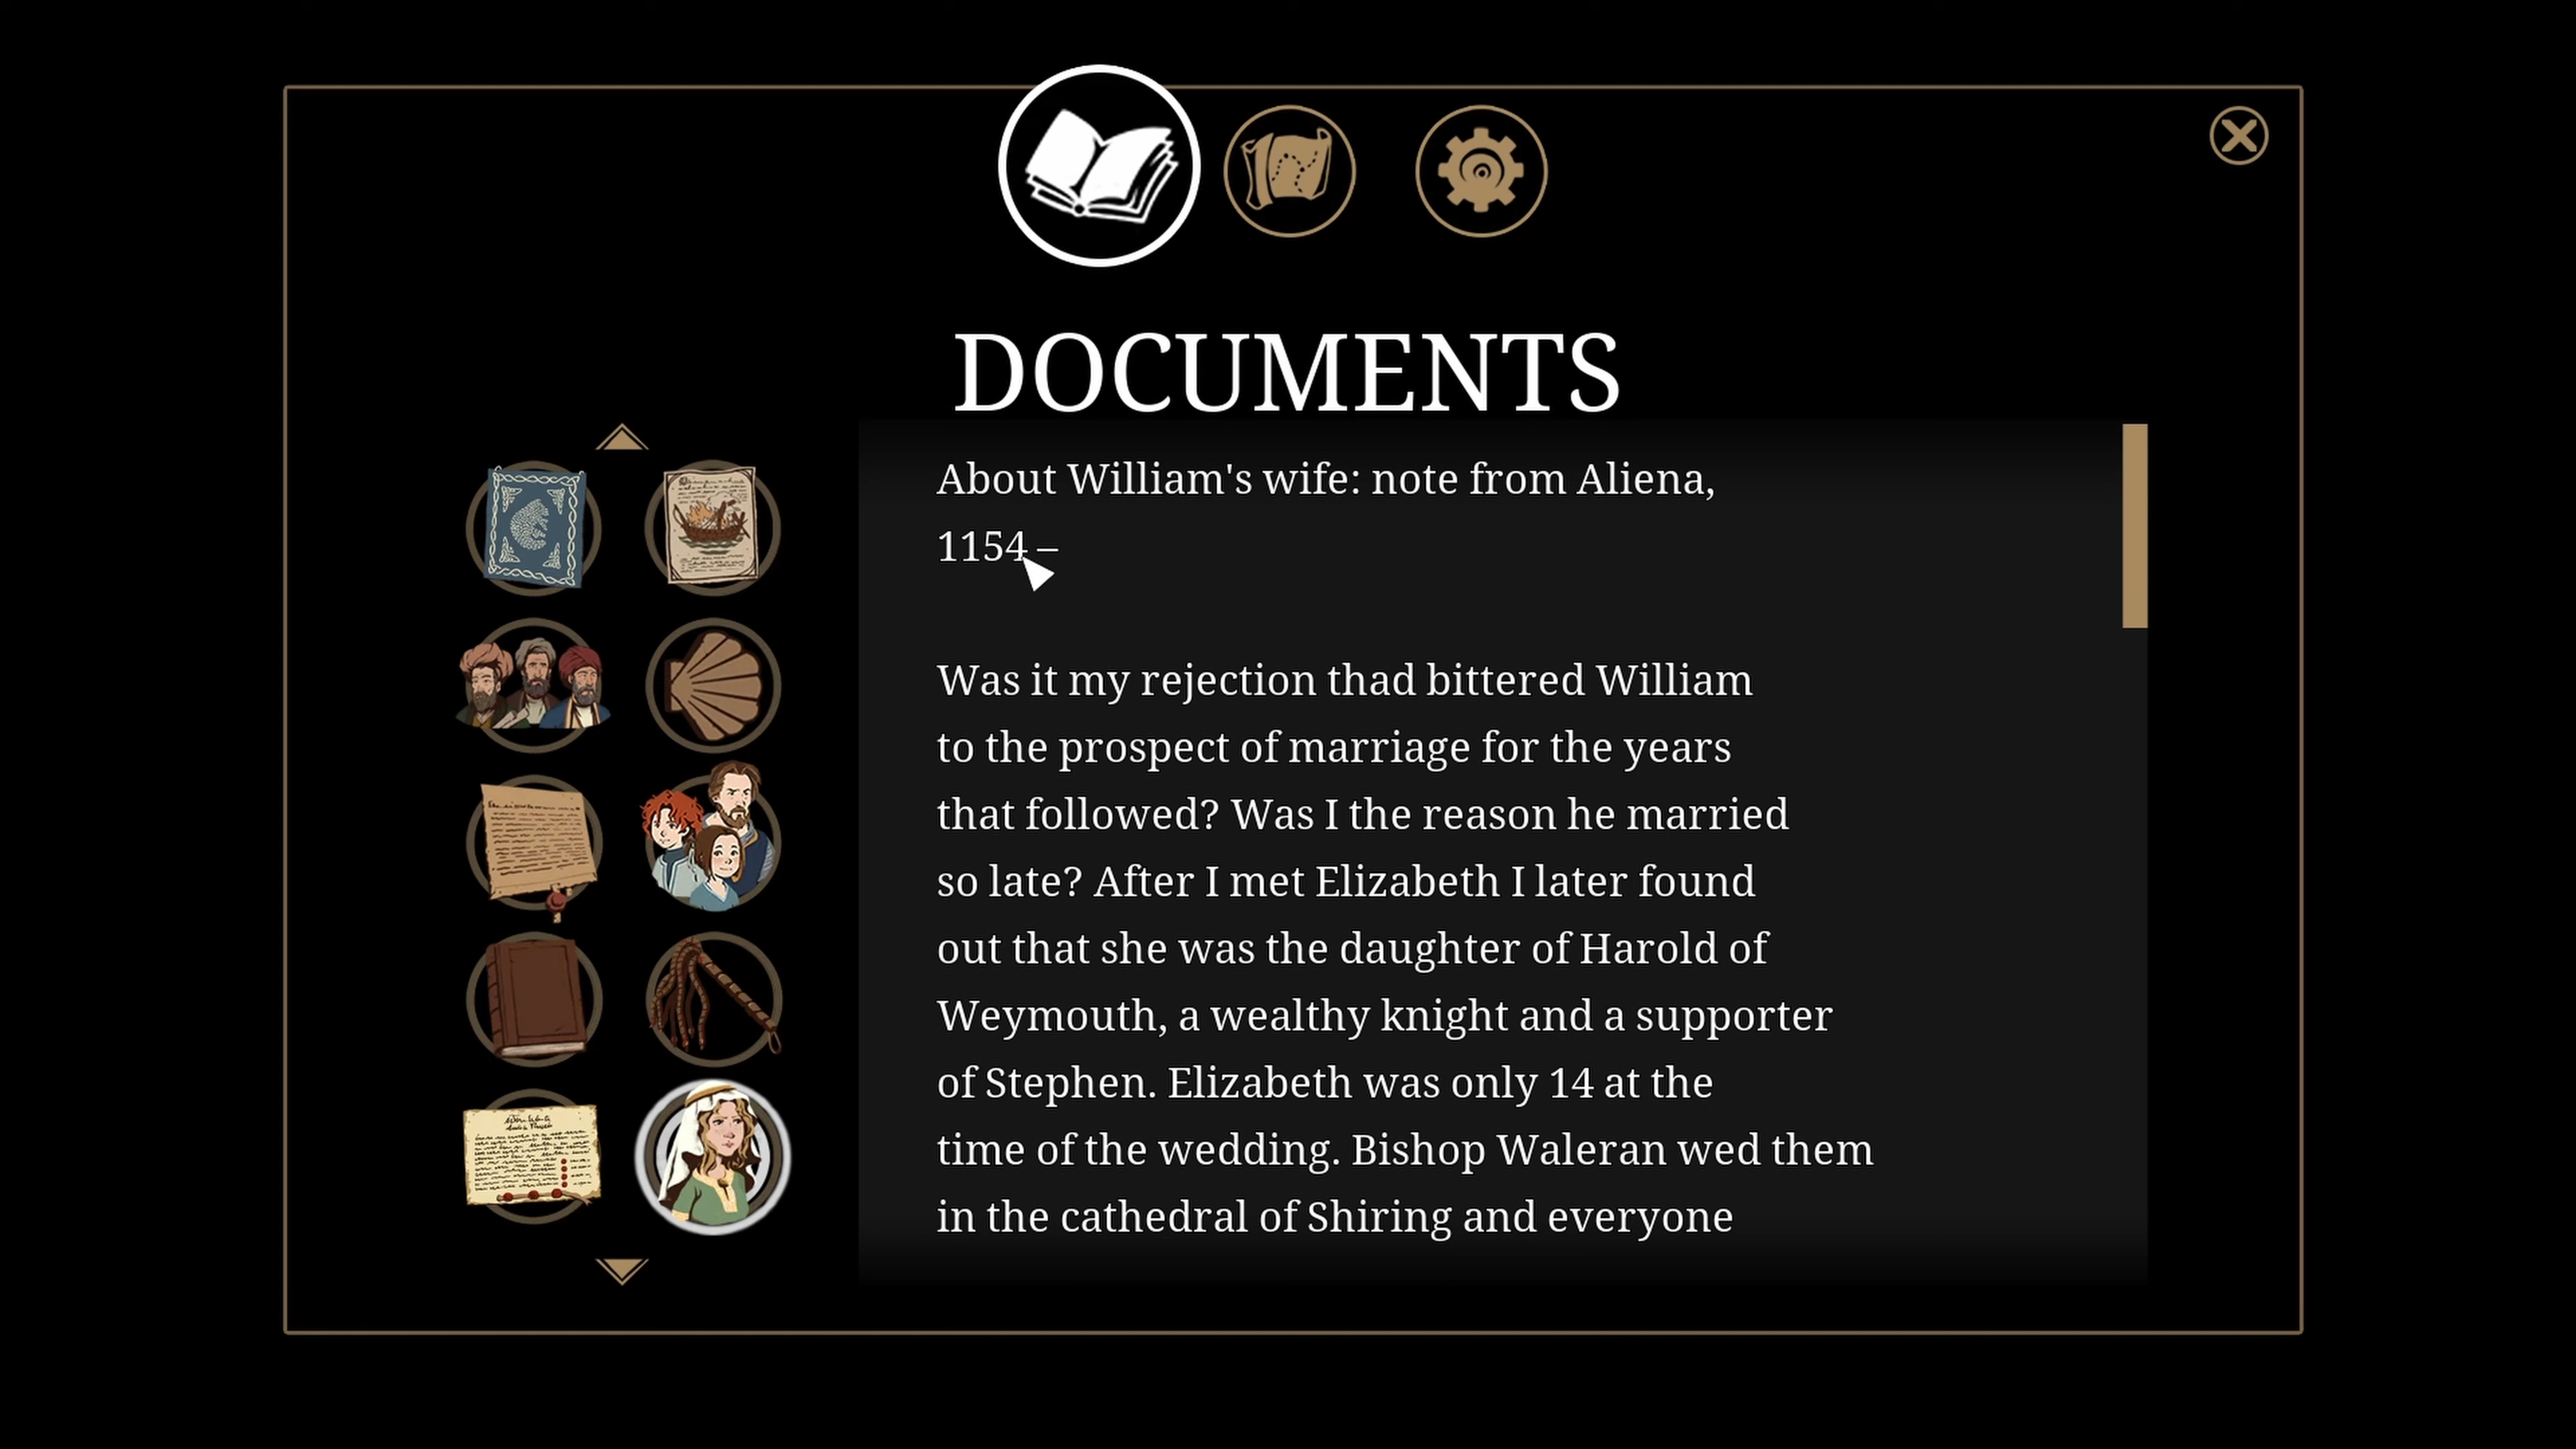 DOCUMENTS
About William's wife: note from Aliena,
1154 –
Was it my rejection thad bittered William
to the prospect of marriage for the years
that followed? Was I the reason he married
so late? After I met Elizabeth I later found
out that she was the daughter of Harold of
Weymouth, a wealthy knight and a supporter
of Stephen. Elizabeth was only 14 at the
time of the wedding. Bishop Waleran wed them
in the cathedral of Shiring and everyone